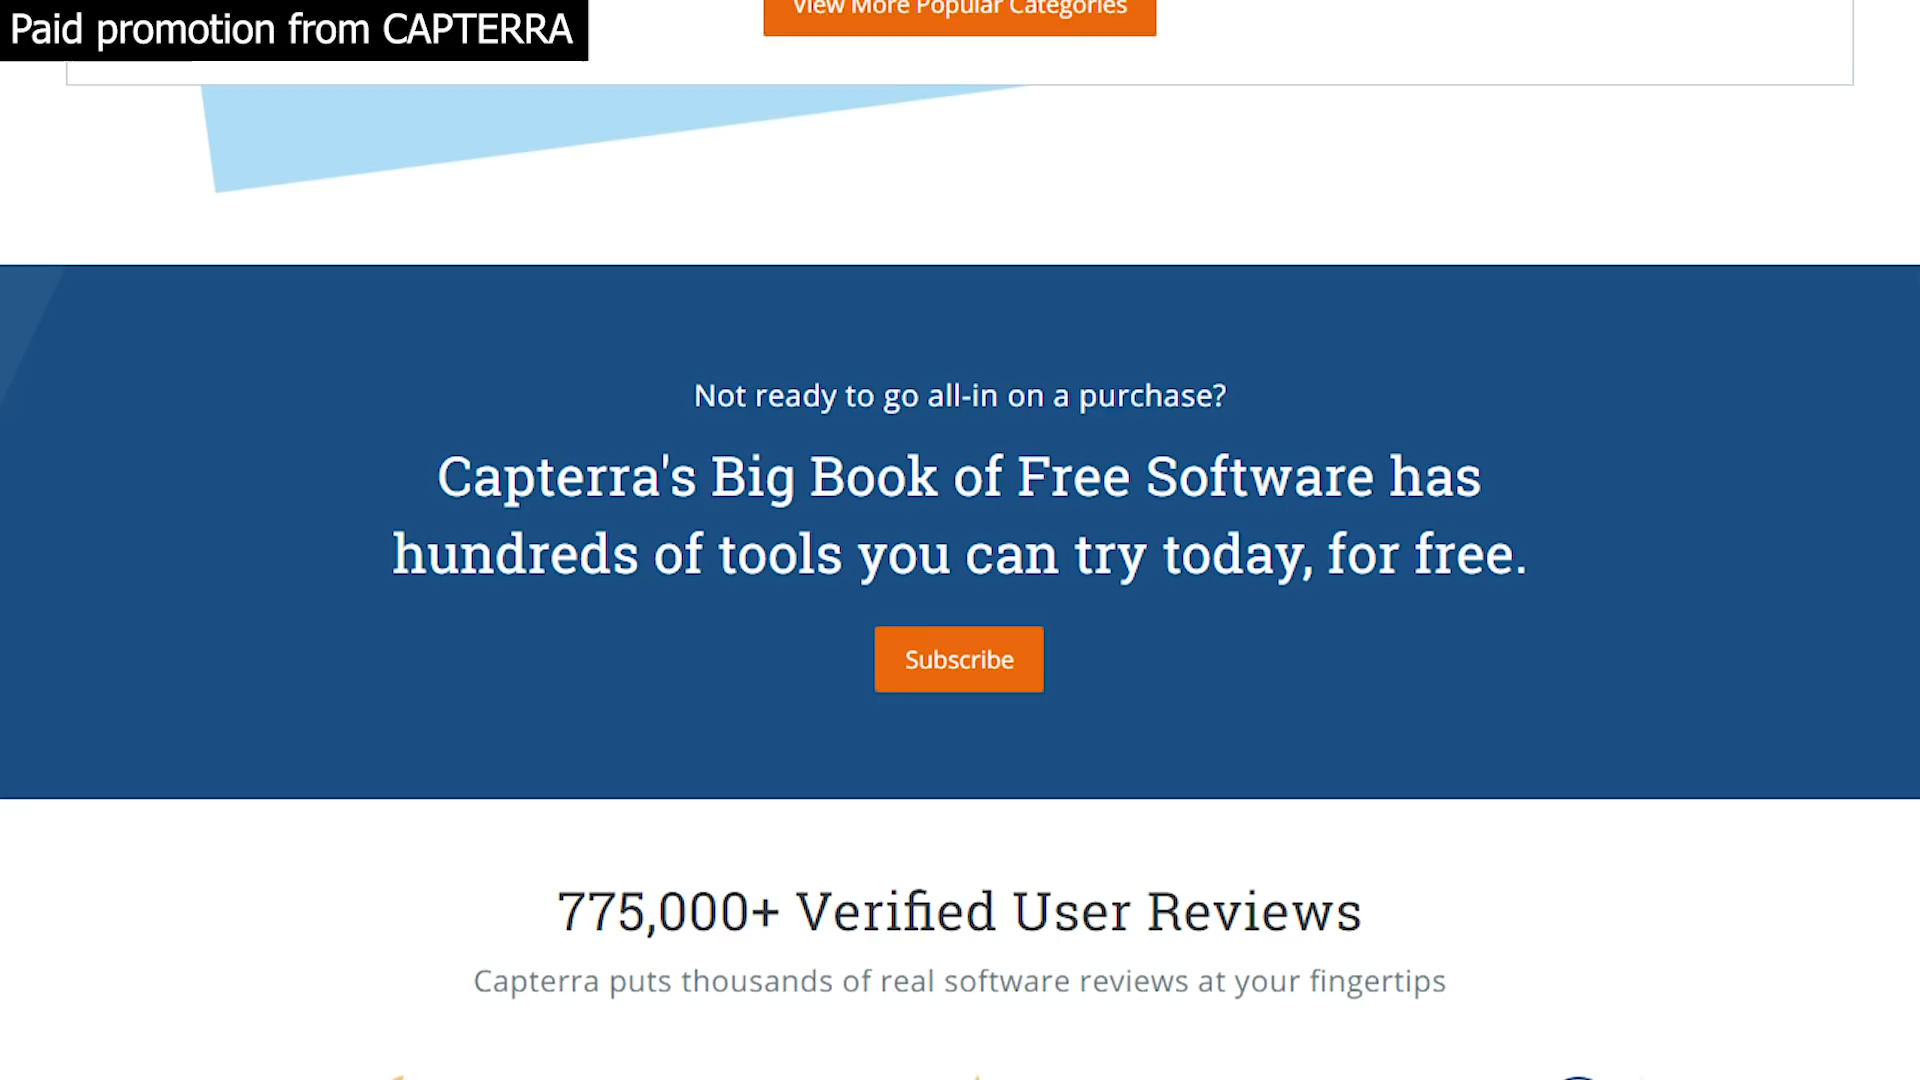 Paid promotion from CAPTERRA
View More Popular Categories
Not ready to go all-in on a purchase?
Capterra's Big Book of Free Software has
hundreds of tools you can try today, for free.
Subscribe
775,000+ Verified User Reviews
Capterra puts thousands of real software reviews at your fingertips